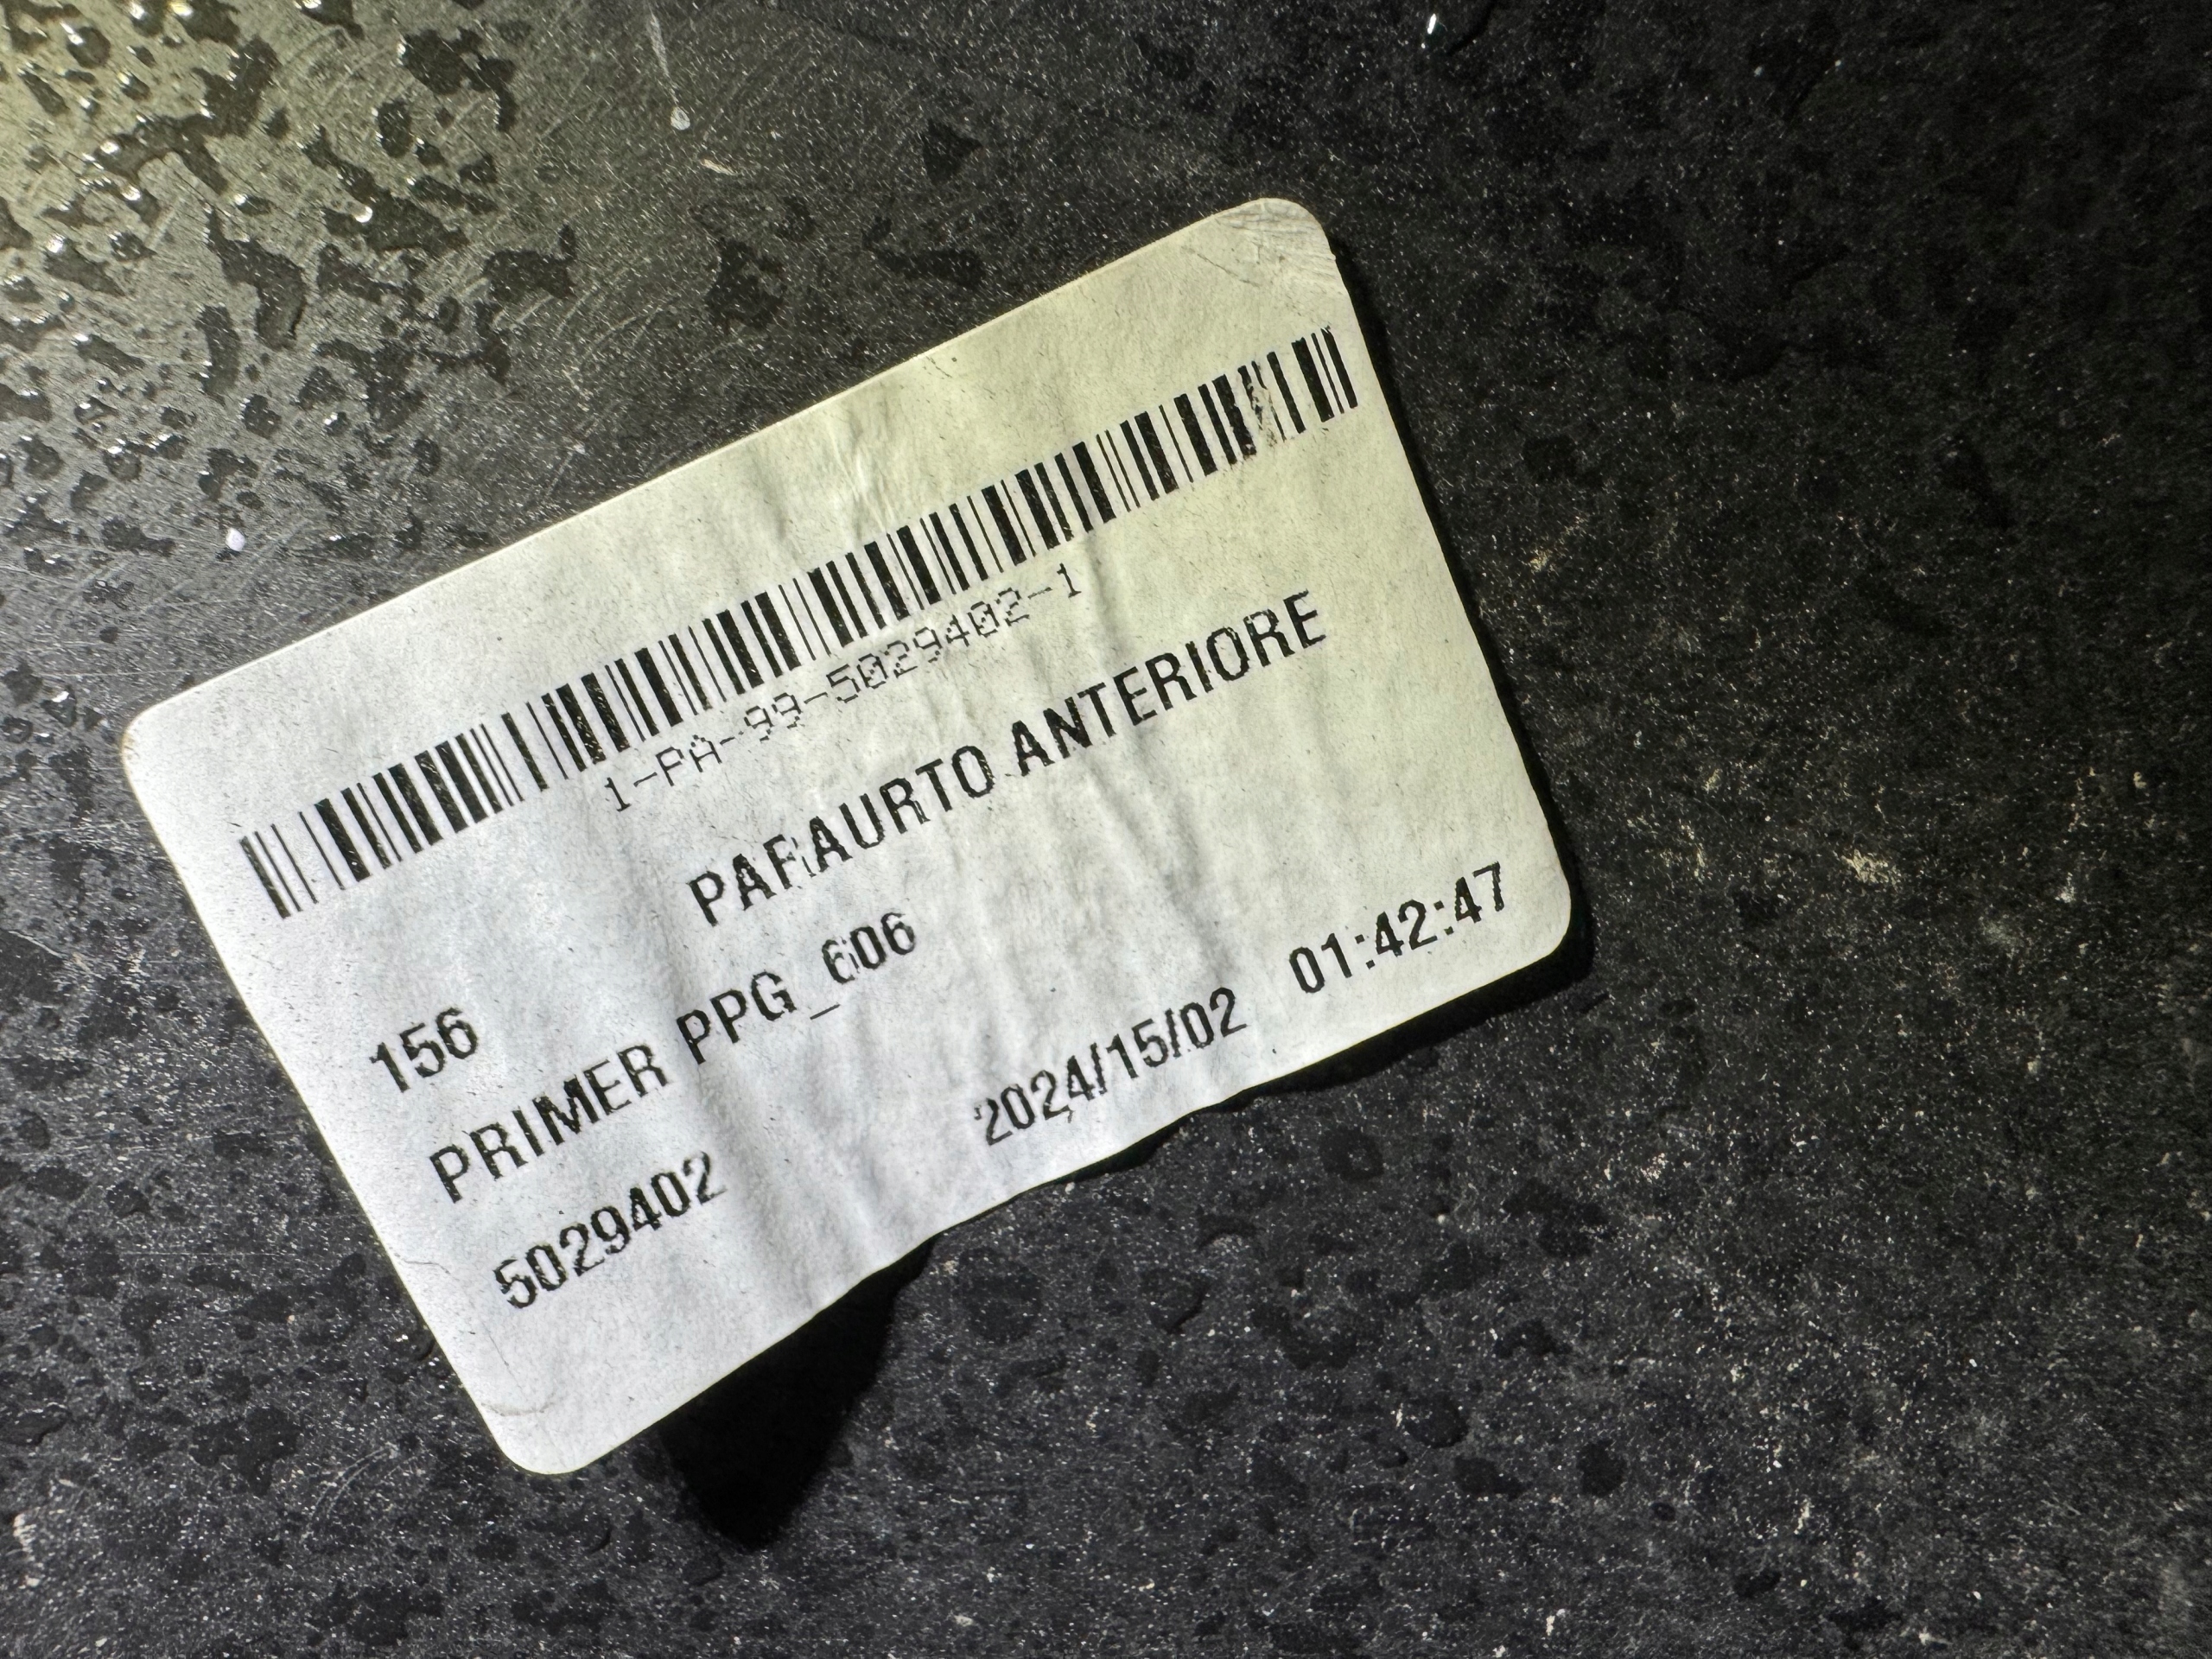 1-PA-99-5029402-1
PARAURTO ANTERIORE
156
PRIMER PPG_606
5029402 2024/15/02 01:42:47